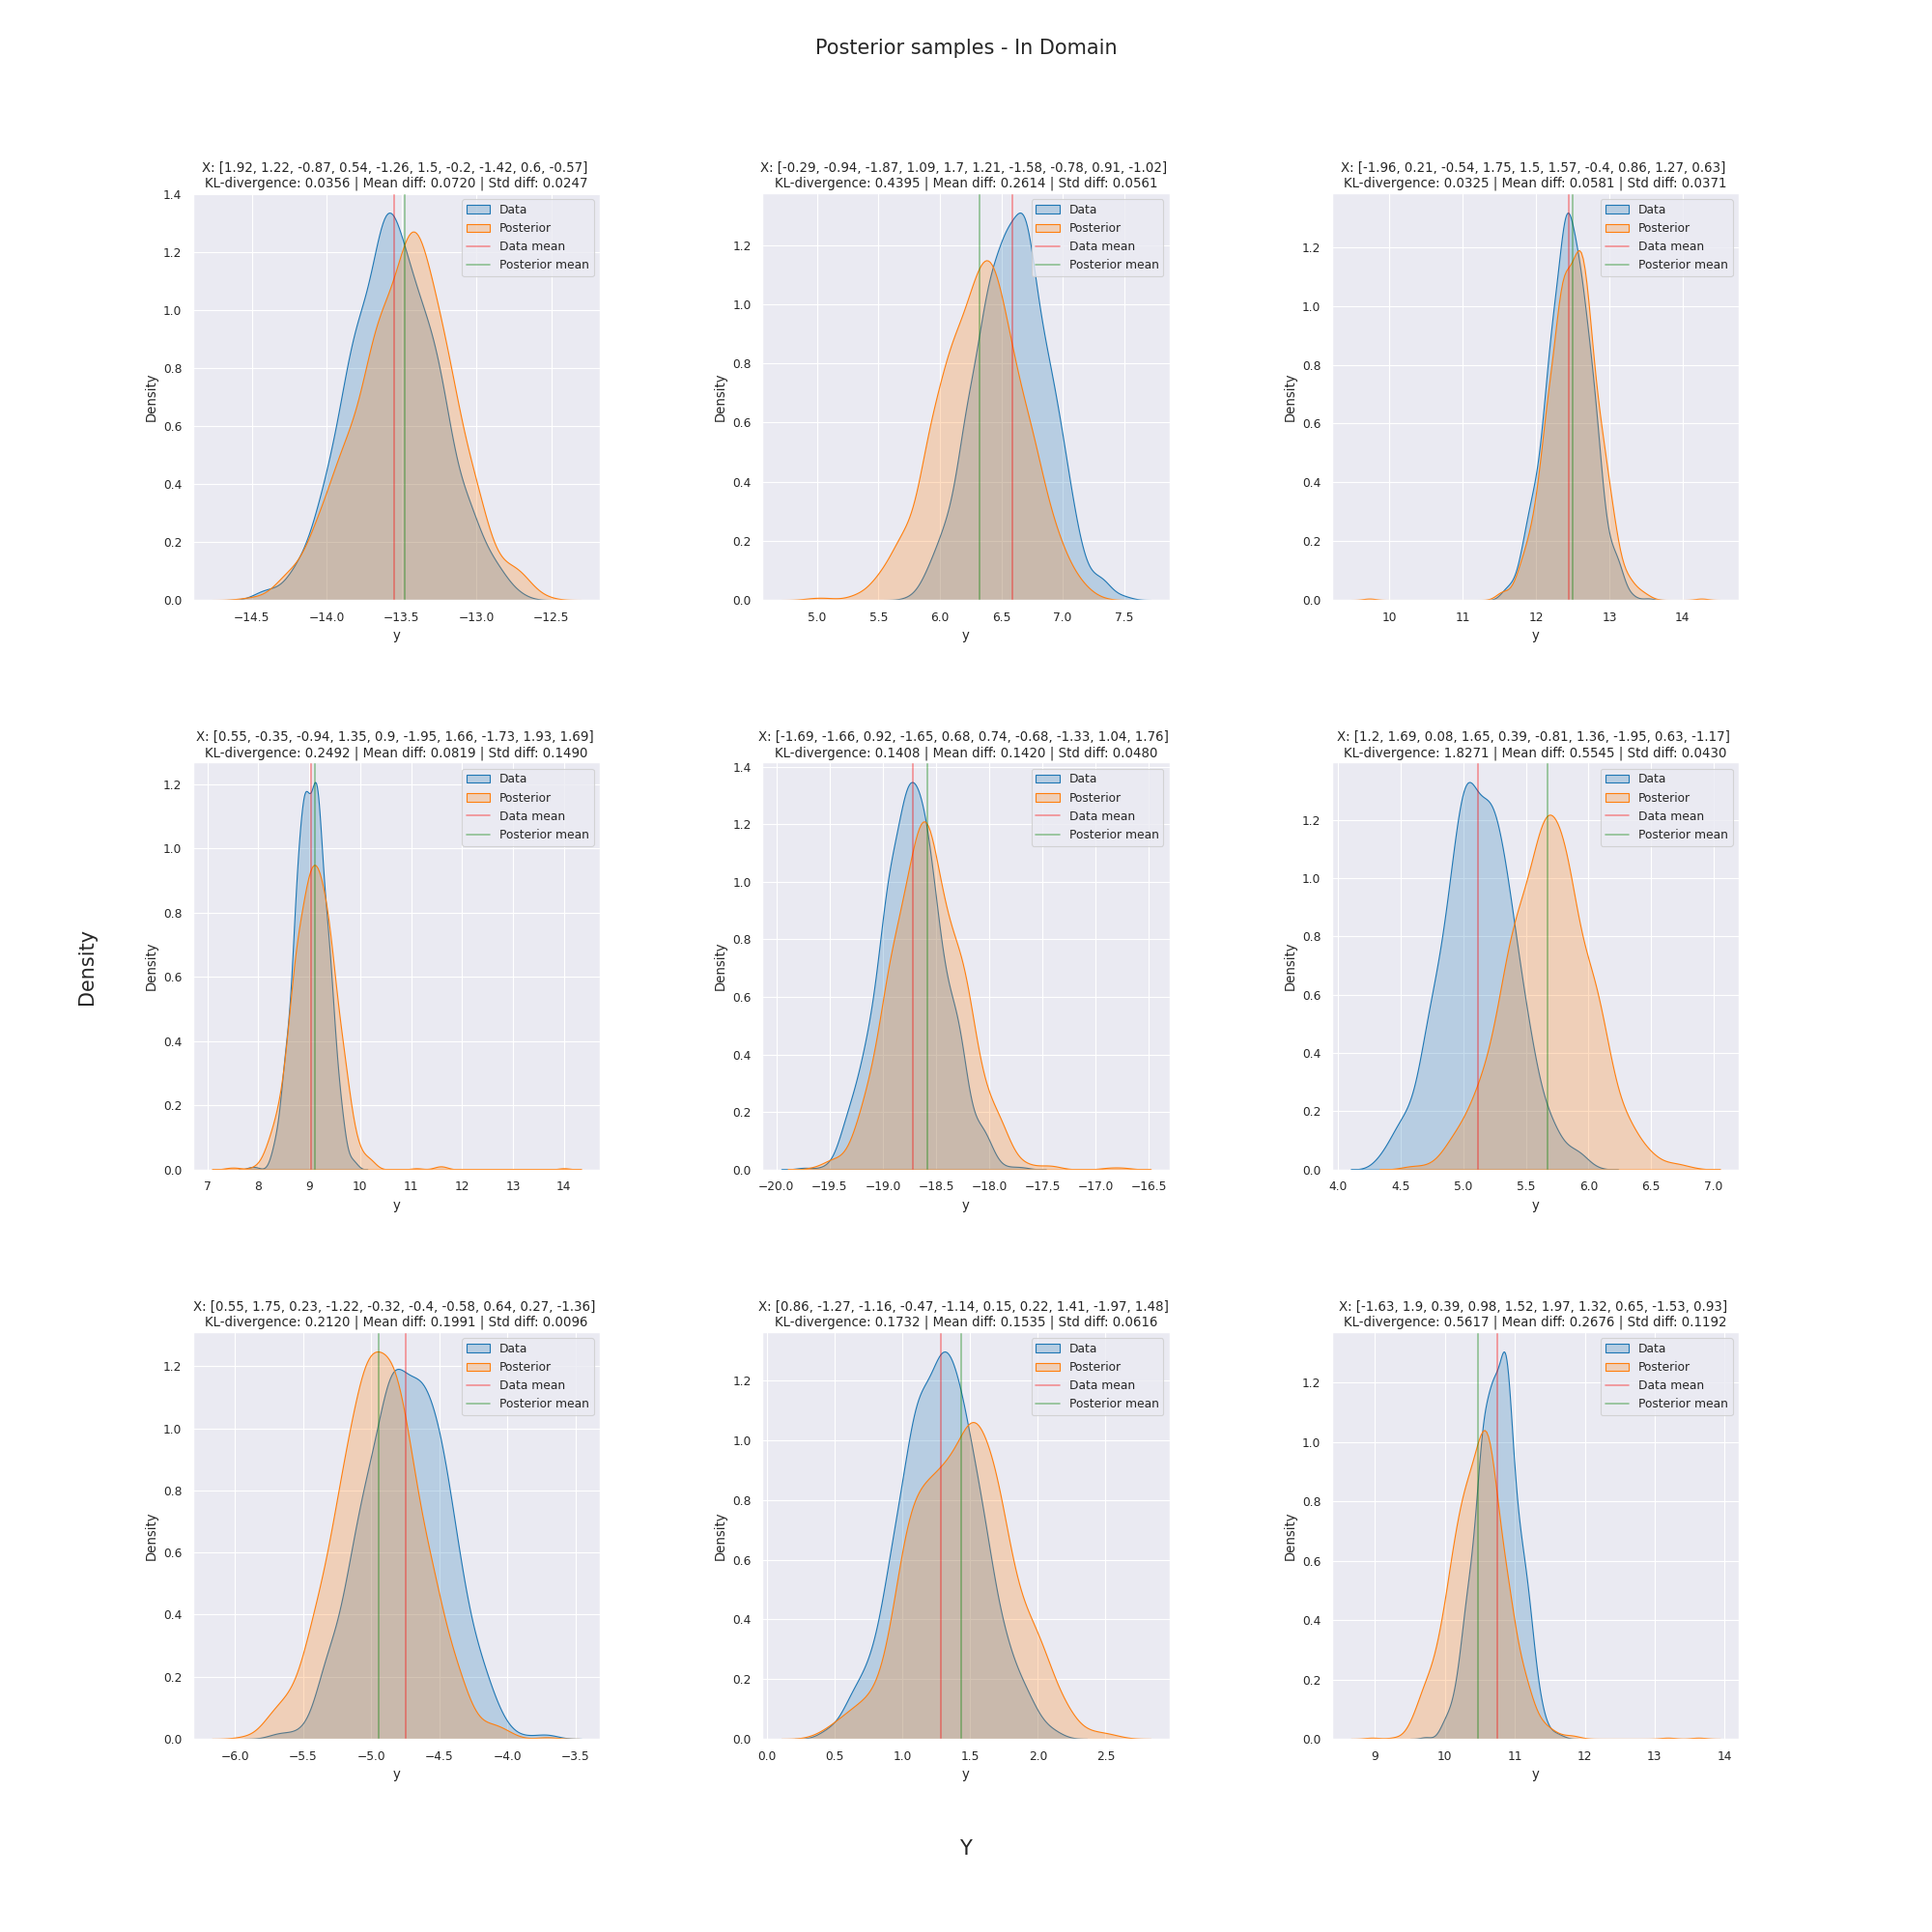 Posterior samples - In Domain
X: [1.92, 1.22, -0.87, 0.54, -1.26, 1.5, -0.2, -1.42, 0.6, -0.57]
KL-divergence: 0.0356 | Mean diff: 0.0720 | Std diff: 0.0247
Data
Posterior
Data mean
Posterior mean
1.4
1.2
1.0
0.8
0.6
0.4
0.2
0.0
Density
−14.5 −14.0 −13.5 −13.0 −12.5
y
X: [-0.29, -0.94, -1.87, 1.09, 1.7, 1.21, -1.58, -0.78, 0.91, -1.02]
KL-divergence: 0.4395 | Mean diff: 0.2614 | Std diff: 0.0561
Data
Posterior
Data mean
Posterior mean
1.2
1.0
0.8
0.6
0.4
0.2
0.0
Density
5.0 5.5 6.0 6.5 7.0 7.5
y
X: [-1.96, 0.21, -0.54, 1.75, 1.5, 1.57, -0.4, 0.86, 1.27, 0.63]
KL-divergence: 0.0325 | Mean diff: 0.0581 | Std diff: 0.0371
Data
Posterior
Data mean
Posterior mean
1.2
1.0
0.8
0.6
0.4
0.2
0.0
Density
10 11 12 13 14
y
X: [0.55, -0.35, -0.94, 1.35, 0.9, -1.95, 1.66, -1.73, 1.93, 1.69]
KL-divergence: 0.2492 | Mean diff: 0.0819 | Std diff: 0.1490
Data
Posterior
Data mean
Posterior mean
1.2
1.0
0.8
0.6
0.4
0.2
0.0
Density
7 8 9 10 11 12 13 14
y
X: [-1.69, -1.66, 0.92, -1.65, 0.68, 0.74, -0.68, -1.33, 1.04, 1.76]
KL-divergence: 0.1408 | Mean diff: 0.1420 | Std diff: 0.0480
Data
Posterior
Data mean
Posterior mean
1.4
1.2
1.0
0.8
0.6
0.4
0.2
0.0
Density
−20.0 −19.5 −19.0 −18.5 −18.0 −17.5 −17.0 −16.5
y
X: [1.2, 1.69, 0.08, 1.65, 0.39, -0.81, 1.36, -1.95, 0.63, -1.17]
KL-divergence: 1.8271 | Mean diff: 0.5545 | Std diff: 0.0430
Data
Posterior
Data mean
Posterior mean
1.2
1.0
0.8
0.6
0.4
0.2
0.0
Density
4.0 4.5 5.0 5.5 6.0 6.5 7.0
y
Density
X: [0.55, 1.75, 0.23, -1.22, -0.32, -0.4, -0.58, 0.64, 0.27, -1.36]
KL-divergence: 0.2120 | Mean diff: 0.1991 | Std diff: 0.0096
Data
Posterior
Data mean
Posterior mean
1.2
1.0
0.8
0.6
0.4
0.2
0.0
Density
−6.0 −5.5 −5.0 −4.5 −4.0 −3.5
y
X: [0.86, -1.27, -1.16, -0.47, -1.14, 0.15, 0.22, 1.41, -1.97, 1.48]
KL-divergence: 0.1732 | Mean diff: 0.1535 | Std diff: 0.0616
Data
Posterior
Data mean
Posterior mean
1.2
1.0
0.8
0.6
0.4
0.2
0.0
Density
0.0 0.5 1.0 1.5 2.0 2.5
y
X: [-1.63, 1.9, 0.39, 0.98, 1.52, 1.97, 1.32, 0.65, -1.53, 0.93]
KL-divergence: 0.5617 | Mean diff: 0.2676 | Std diff: 0.1192
Data
Posterior
Data mean
Posterior mean
1.2
1.0
0.8
0.6
0.4
0.2
0.0
Density
9 10 11 12 13 14
y
Y